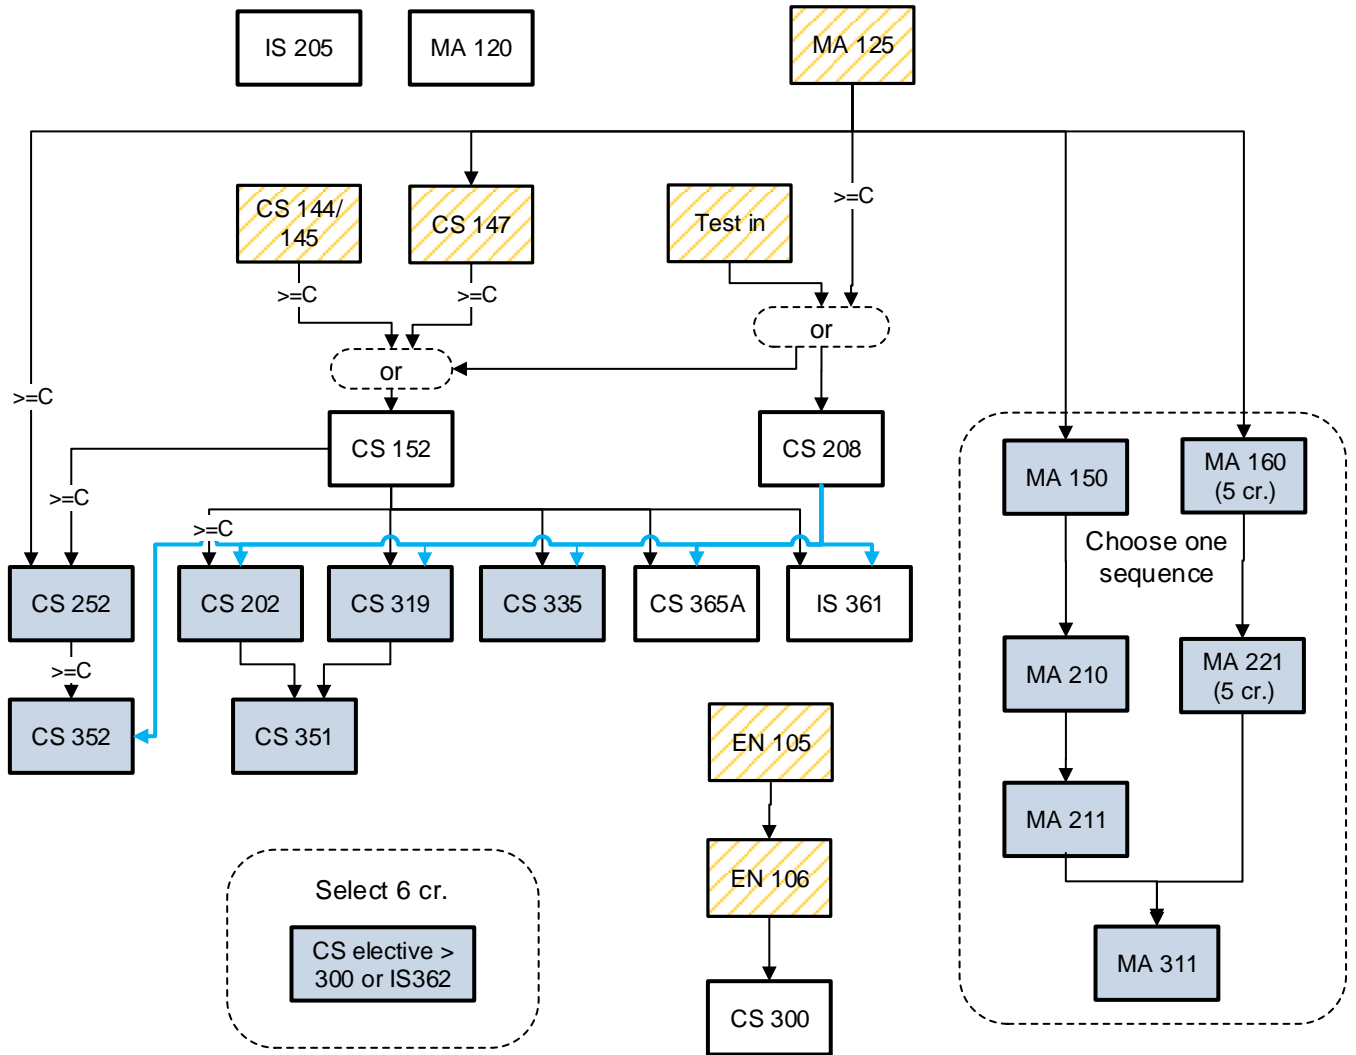 IS 205
MA 120
MA 125
>=C
CS 144/
145
CS 147
Test in
>=C
>=C
or
or
>=C
CS 152
CS 208
MA 150
MA 160
(5 cr.)
>=C
>=C
Choose one
sequence
CS 252
CS 202
CS 319
CS 335
CS 365A
IS 361
>=C
MA 210
MA 221
(5 cr.)
CS 352
CS 351
EN 105
MA 211
Select 6 cr.
EN 106
CS elective >
300 or IS362
MA 311
CS 300